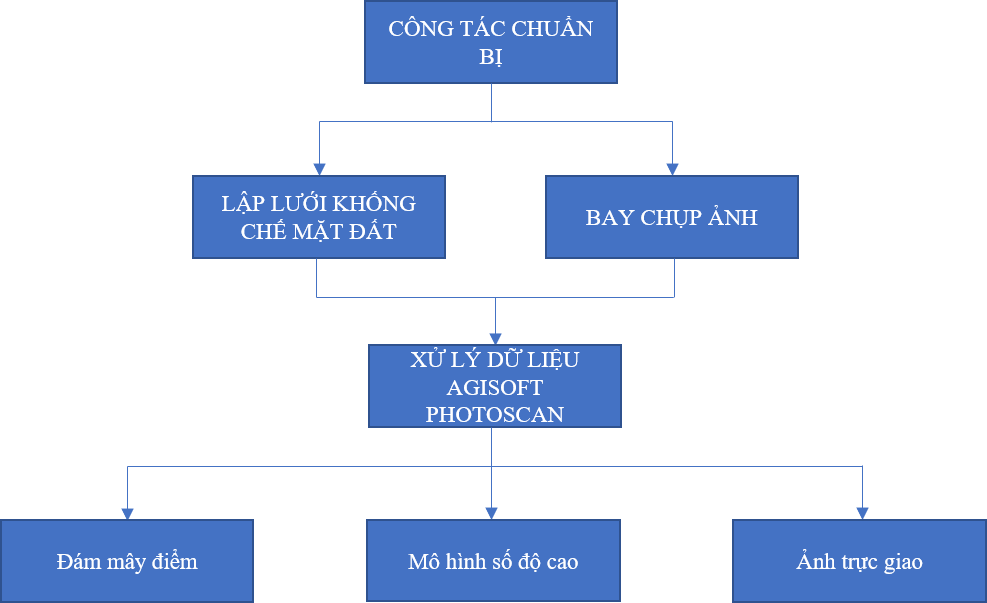 CÔNG TÁC CHUẨN
BỊ
LẬP LƯỚI KHỐNG
CHẾ MẶT ĐẤT
BAY CHỤP ẢNH
XỬ LÝ DỮ LIỆU
AGISOFT
PHOTOSCAN
Đám mây điểm
Mô hình số độ cao
Ảnh trực giao